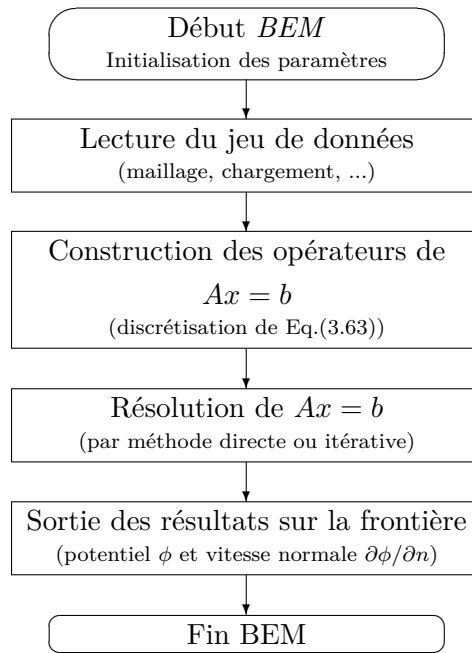 Début BEM
Initialisation des paramètres
Lecture du jeu de données
(maillage, chargement, ...)
Construction des opérateurs de
Ax = b
(discrétisation de Eq.(3.63))
Résolution de Ax = b
(par méthode directe ou itérative)
Sortie des résultats sur la frontière
(potentiel ϕ et vitesse normale ∂ϕ/∂n)
Fin BEM